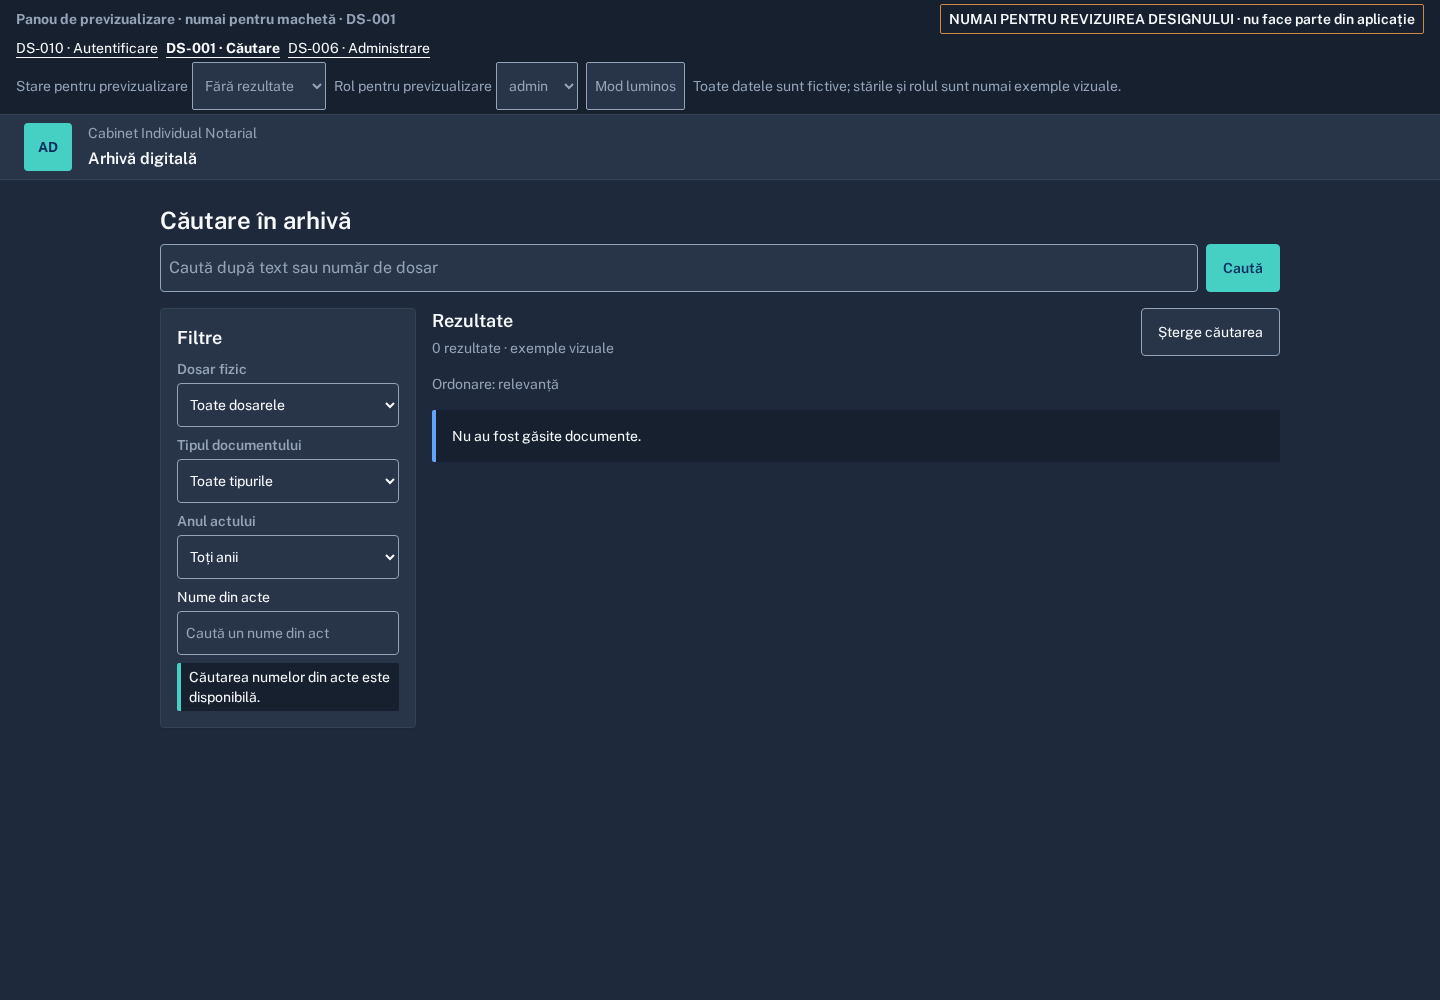 Panou de previzualizare · numai pentru machetă · DS-001
NUMAI PENTRU REVIZUIREA DESIGNULUI · nu face parte din aplicație
DS-010 · Autentificare DS-001 · Căutare DS-006 · Administrare
Stare pentru previzualizare Fără rezultate Rol pentru previzualizare admin Mod luminos Toate datele sunt fictive; stările și rolul sunt numai exemple vizuale.
AD
Cabinet Individual Notarial
Arhivă digitală
Căutare în arhivă
Caută după text sau număr de dosar
Caută
Filtre
Dosar fizic
Toate dosarele
Tipul documentului
Toate tipurile
Anul actului
Toți anii
Nume din acte
Caută un nume din act
Căutarea numelor din acte este
disponibilă.
Rezultate
0 rezultate · exemple vizuale
Șterge căutarea
Ordonare: relevanță
Nu au fost găsite documente.